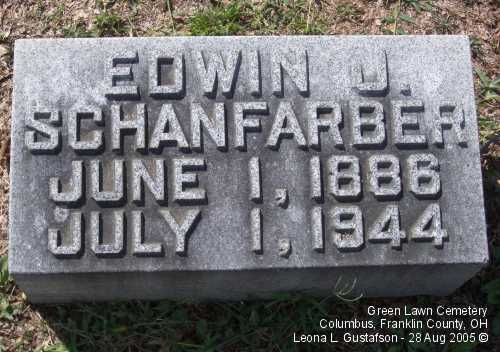 EDWIN J.
SCHANFARBER
JUNE 1, 1886
JULY 1, 1944
Green Lawn Cemetery
Columbus, Franklin County, OH
Leona L. Gustafson - 28 Aug 2005 ©